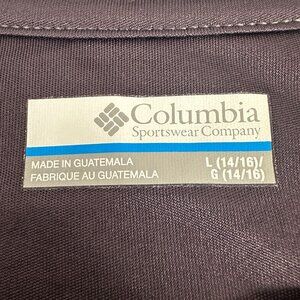 Columbia
Sportswear Company
MADE IN GUATEMALA
FABRIQUE AU GUATEMALA
L (14/16)/
G (14/16)